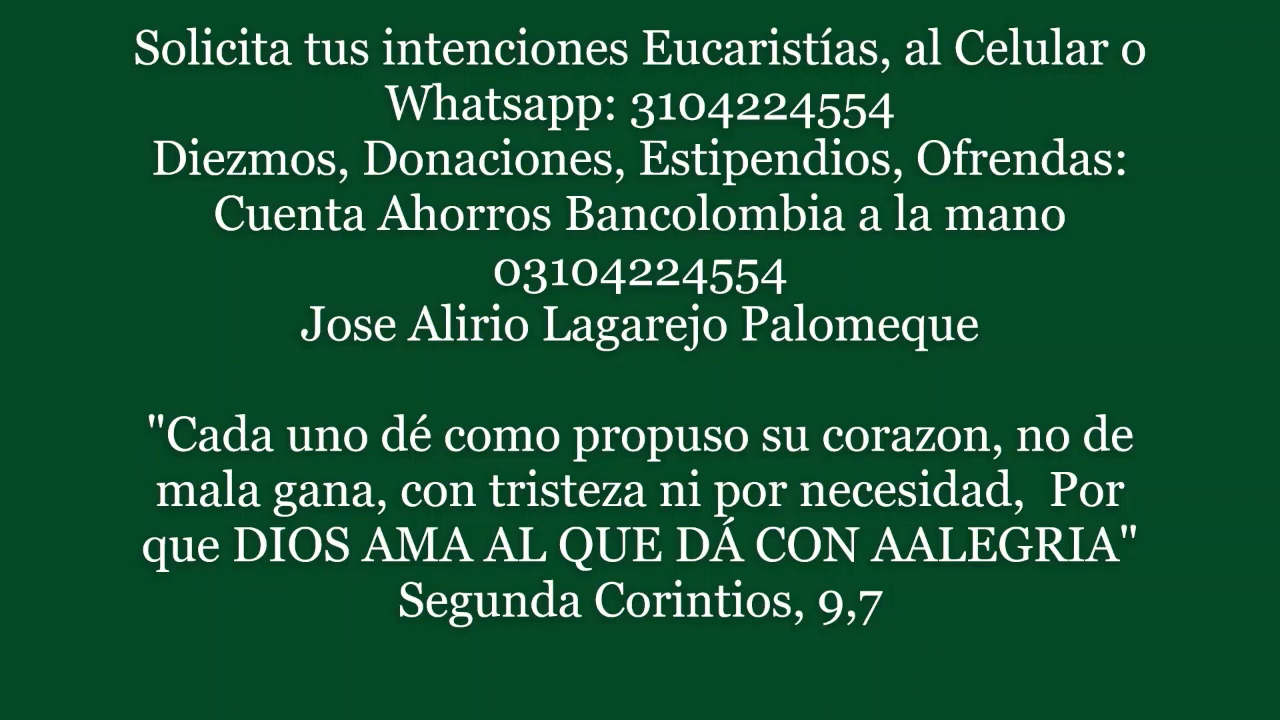 Solicita tus intenciones Eucaristías, al Celular o
Whatsapp: 3104224554
Diezmos, Donaciones, Estipendios, Ofrendas:
Cuenta Ahorros Bancolombia a la mano
03104224554
Jose Alirio Lagarejo Palomeque
"Cada uno dé como propuso su corazon, no de
mala gana, con tristeza ni por necesidad,  Por
que DIOS AMA AL QUE DÁ CON AALEGRIA"
Segunda Corintios, 9,7